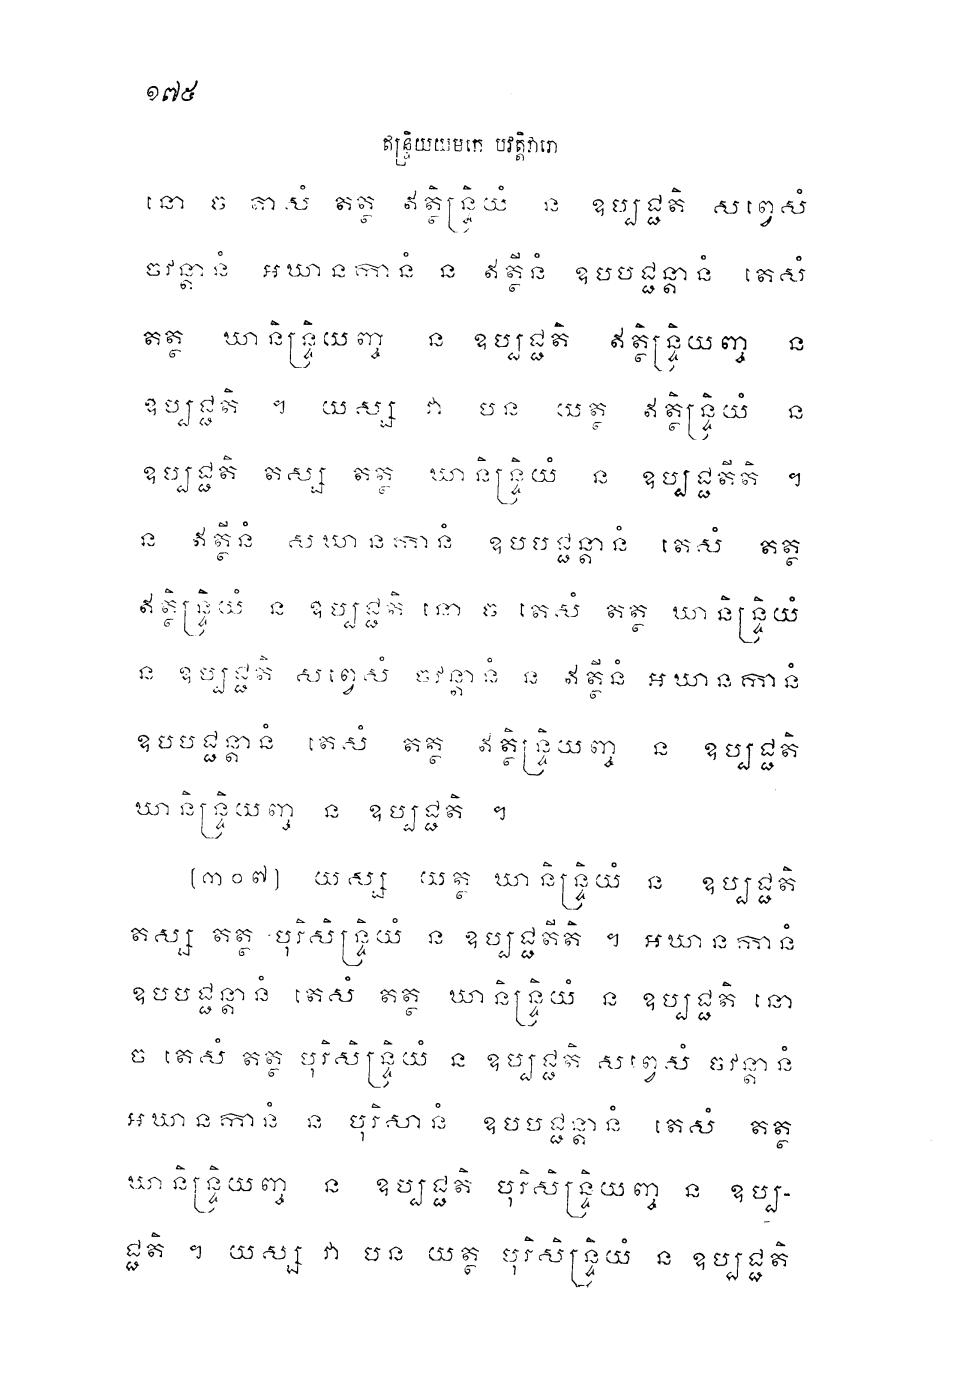 ១៧៥
ឥន្ទ្រិយយមកេ បវត្តិវារោ
នោ ច តាសំ តត្ថ ឥត្ថិន្ទ្រិយំ ន ឧប្បជ្ជតិ សព្វេសំ
ចវន្តានំ អឃានកានំ ន ឥត្ថីនំ ឧបបជ្ជន្តានំ តេសំ
តត្ថ ឃានិន្ទ្រិយញ្ច ន ឧប្បជ្ជតិ ឥត្ថិន្ទ្រិយញ្ច ន
ឧប្បជ្ជតិ ។ យស្ស វា បន យត្ថ ឥត្ថិន្ទ្រិយំ ន
ឧប្បជ្ជតិ តស្ស តត្ថ ឃានិន្ទ្រិយំ ន ឧប្បជ្ជតីតិ ។
ន ឥត្ថីនំ សឃានកានំ ឧបបជ្ជន្តានំ តេសំ តត្ថ
ឥត្ថិន្ទ្រិយំ ន ឧប្បជ្ជតិ នោ ច តេសំ តត្ថ ឃានិន្ទ្រិយំ
ន ឧប្បជ្ជតិ សព្វេសំ ចវន្តានំ ន ឥត្ថីនំ អឃានកានំ
ឧបបជ្ជន្តានំ តេសំ តត្ថ ឥត្ថិន្ទ្រិយញ្ច ន ឧប្បជ្ជតិ
ឃានិន្ទ្រិយញ្ច ន ឧប្បជ្ជតិ ។
(៣០៧) យស្ស យត្ថ ឃានិន្ទ្រិយំ ន ឧប្បជ្ជតិ
តស្ស តត្ថ បុរិសិន្ទ្រិយំ ន ឧប្បជ្ជតីតិ ។ អឃានកានំ
ឧបបជ្ជន្តានំ តេសំ តត្ថ ឃានិន្ទ្រិយំ ន ឧប្បជ្ជតិ នោ
ច តេសំ តត្ថ បុរិសិន្ទ្រិយំ ន ឧប្បជ្ជតិ សព្វេសំ ចវន្តានំ
អឃានកានំ ន បុរិសានំ ឧបបជ្ជន្តានំ តេសំ តត្ថ
ឃានិន្ទ្រិយញ្ច ន ឧប្បជ្ជតិ បុរិសិន្ទ្រិយញ្ច ន ឧប្ប-
ជ្ជតិ ។ យស្ស វា បន យត្ថ បុរិសិន្ទ្រិយំ ន ឧប្បជ្ជតិ